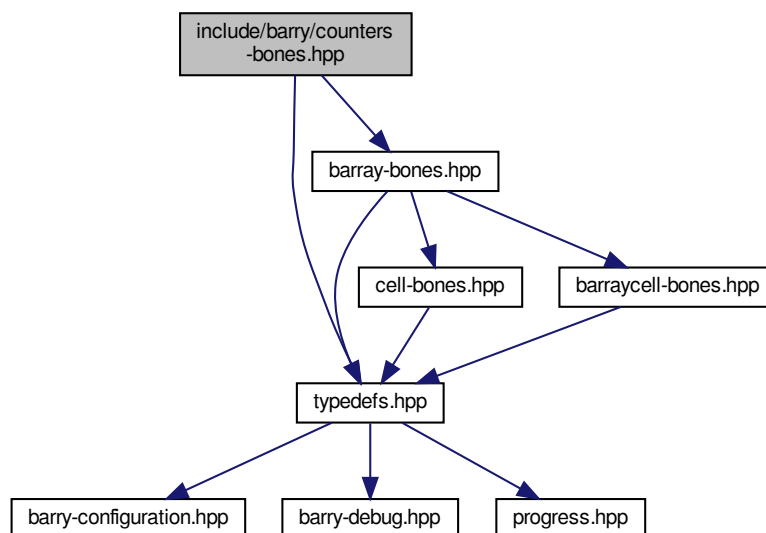 include/barry/counters
-bones.hpp
barray-bones.hpp
cell-bones.hpp
barraycell-bones.hpp
typedefs.hpp
barry-configuration.hpp
barry-debug.hpp
progress.hpp